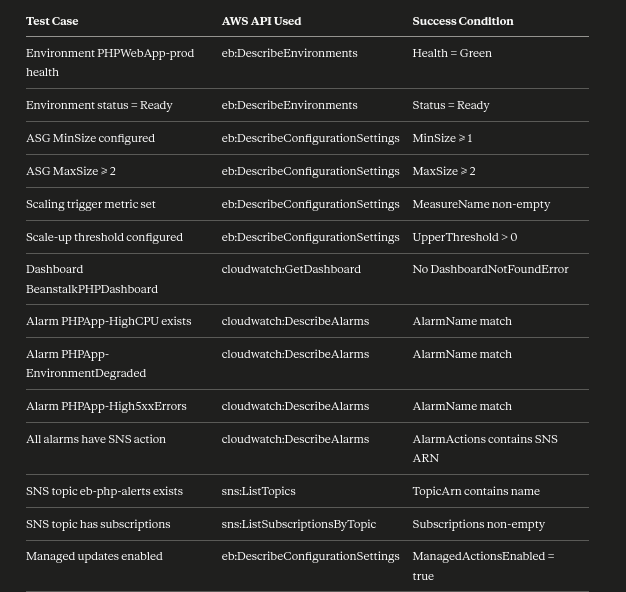 Test Case AWS API Used Success Condition
Environment PHPWebApp-prod eb:DescribeEnvironments Health = Green
health
Environment status = Ready eb:DescribeEnvironments Status = Ready
ASG MinSize configured eb:DescribeConfigurationSettings MinSize ⩾ 1
ASG MaxSize ⩾ 2 eb:DescribeConfigurationSettings MaxSize ⩾ 2
Scaling trigger metric set eb:DescribeConfigurationSettings MeasureName non-empty
Scale-up threshold configured eb:DescribeConfigurationSettings UpperThreshold > 0
Dashboard cloudwatch:GetDashboard No DashboardNotFoundError
BeanstalkPHPDashboard
Alarm PHPApp-HighCPU exists cloudwatch:DescribeAlarms AlarmName match
Alarm PHPApp- cloudwatch:DescribeAlarms AlarmName match
EnvironmentDegraded
Alarm PHPApp-High5xxErrors cloudwatch:DescribeAlarms AlarmName match
All alarms have SNS action cloudwatch:DescribeAlarms AlarmActions contains SNS
ARN
SNS topic eb-php-alerts exists sns:ListTopics TopicArn contains name
SNS topic has subscriptions sns:ListSubscriptionsByTopic Subscriptions non-empty
Managed updates enabled eb:DescribeConfigurationSettings ManagedActionsEnabled =
true